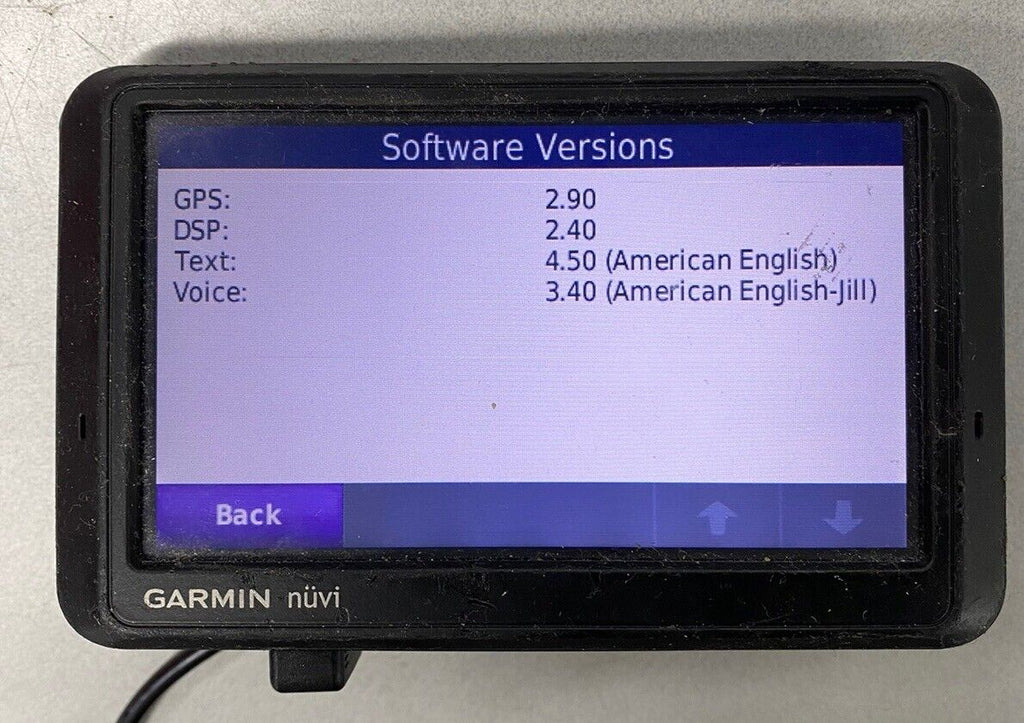 Software Versions
GPS: 2.90
DSP: 2.40
Text: 4.50 (American English)
Voice: 3.40 (American English-Jill)
Back
GARMIN nüvi